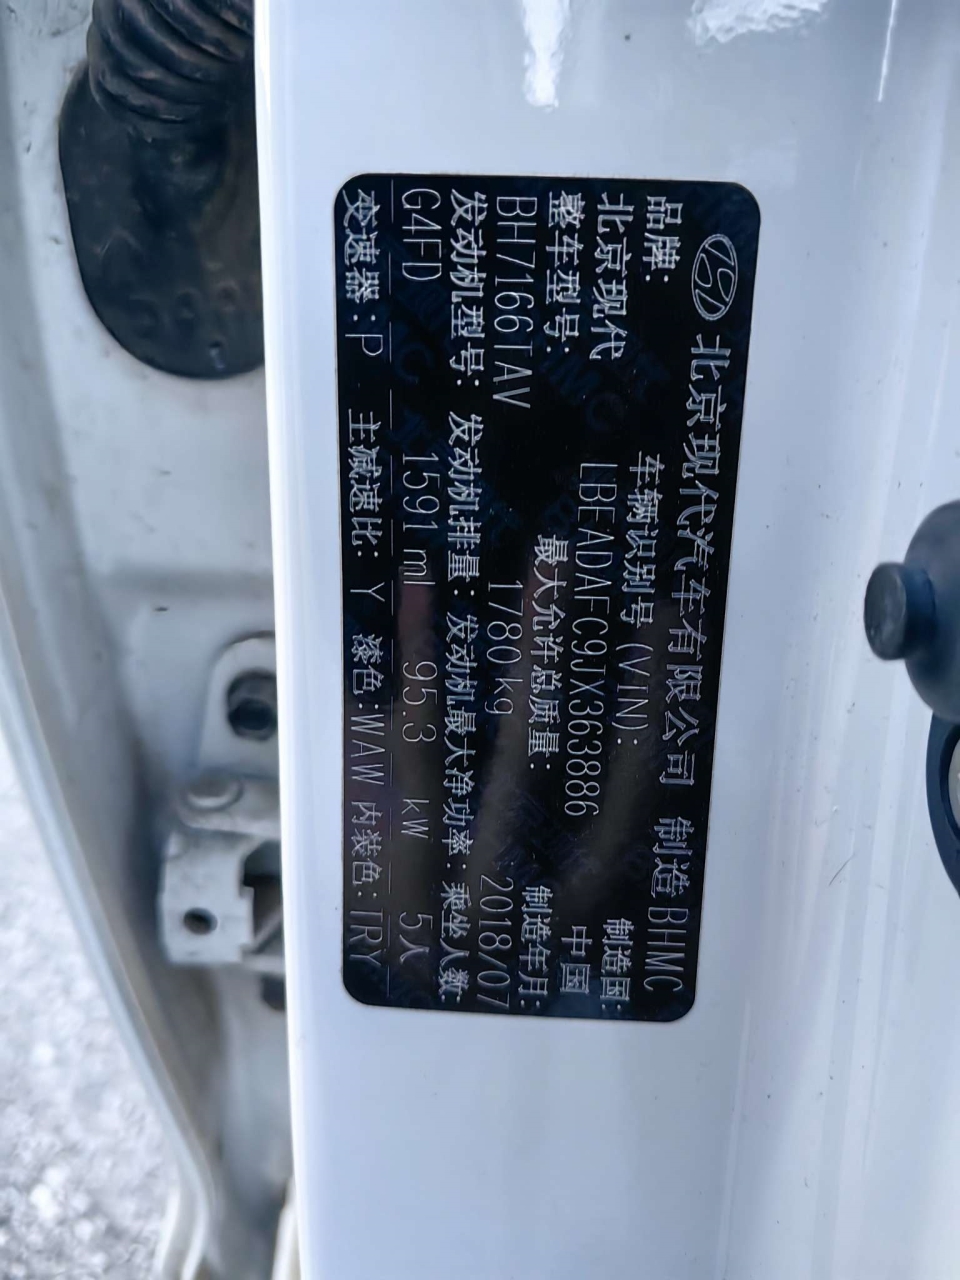 北京现代汽车有限公司 制造 BHMC
品牌: 车辆识别号 (VIN): 制造国:
北京现代 LBEADAFC9JX363886 中国
整车型号: 最大允许总质量: 制造年月:
BH7166TAV 1780kg 2018/07
发动机型号: 发动机排量: 发动机最大净功率: 乘坐人数:
G4FD 1591ml 95.3 kW 5人
变速器: P 主减速比: Y 漆色:WAW 内装色:TRY